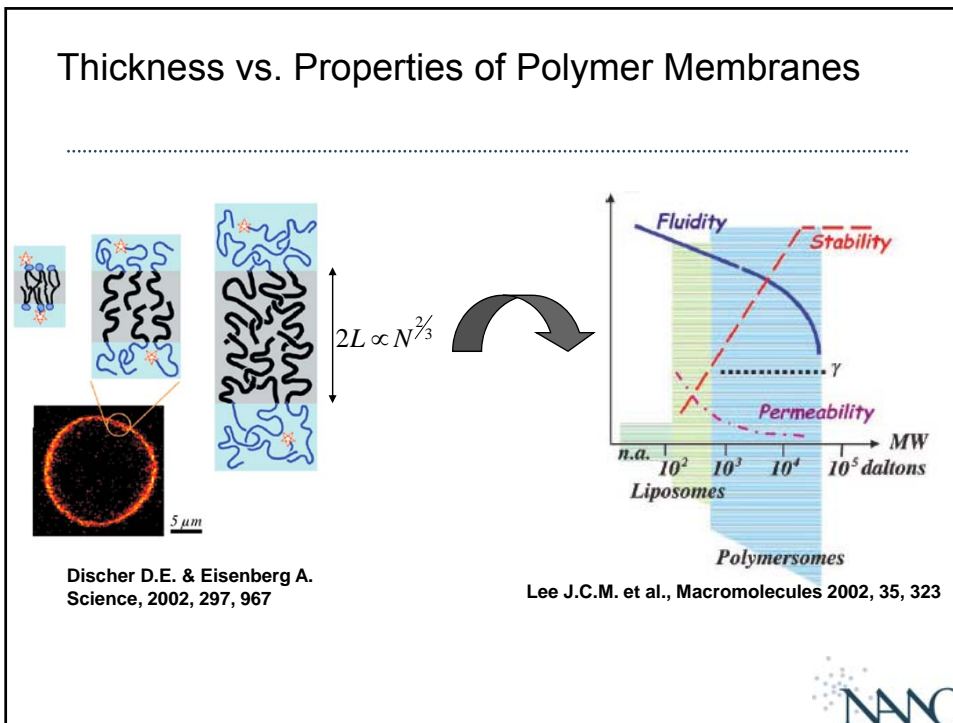 Thickness vs. Properties of Polymer Membranes
2L ∝ N^{2/3}
5 µm
Discher D.E. & Eisenberg A.
Science, 2002, 297, 967
Fluidity
Stability
γ
Permeability
MW
n.a.
10^2 10^3 10^4 10^5 daltons
Liposomes
Polymersomes
Lee J.C.M. et al., Macromolecules 2002, 35, 323